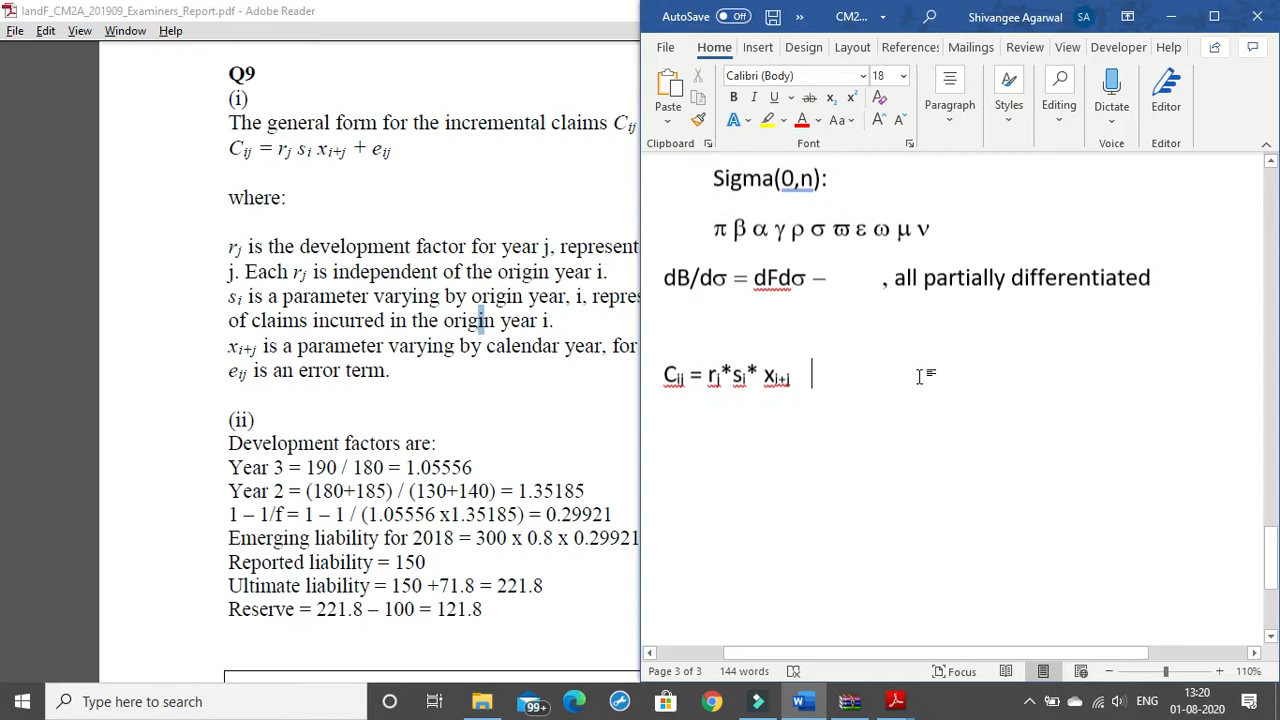 IandF_CM2A_201909_Examiners_Report.pdf - Adobe Reader
File Edit View Window Help
Q9
(i)
The general form for the incremental claims Cij
Cij = rj si xi+j + eij
where:
rj is the development factor for year j, represent
j. Each rj is independent of the origin year i.
si is a parameter varying by origin year, i, repres
of claims incurred in the origin year i.
xi+j is a parameter varying by calendar year, for
eij is an error term.
(ii)
Development factors are:
Year 3 = 190 / 180 = 1.05556
Year 2 = (180+185) / (130+140) = 1.35185
1 – 1/f = 1 – 1 / (1.05556 x1.35185) = 0.29921
Emerging liability for 2018 = 300 x 0.8 x 0.29921
Reported liability = 150
Ultimate liability = 150 +71.8 = 221.8
Reserve = 221.8 – 100 = 121.8
AutoSave Off CM2... Shivangee Agarwal SA
File Home Insert Design Layout References Mailings Review View Developer Help
Calibri (Body) 18
Paste Paragraph Styles Editing Dictate Editor
Clipboard Font Voice Editor
Sigma(0,n):
π β α γ ρ σ ϖ ε ω μ ν
dB/dσ = dFdσ – , all partially differentiated
Cij = rj*si* xi+j
Page 3 of 3 144 words Focus 110%
Type here to search 99+ ENG 13:20 01-08-2020